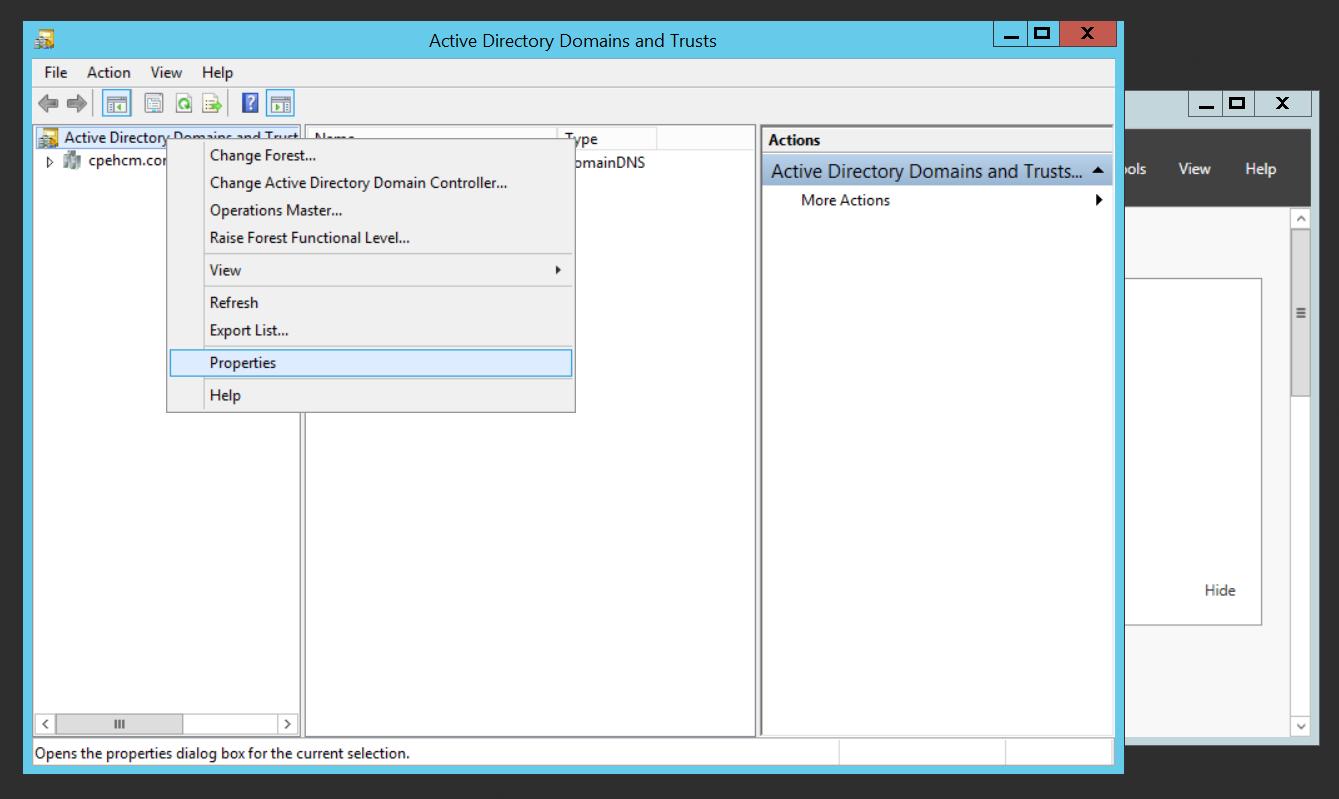 Active Directory Domains and Trusts
File Action View Help
Active Directory Domains and Trust
Name Type
cpehcm.cor
omainDNS
Change Forest...
Change Active Directory Domain Controller...
Operations Master...
Raise Forest Functional Level...
View
Refresh
Export List...
Properties
Help
Actions
Active Directory Domains and Trusts...
More Actions
ools View Help
Hide
Opens the properties dialog box for the current selection.